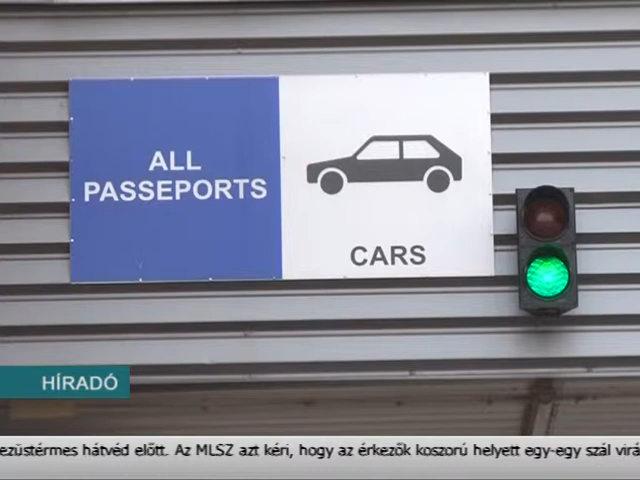 ALL
PASSEPORTS
CARS
HÍRADÓ
ezüstérmes hátvéd előtt. Az MLSZ azt kéri, hogy az érkezők koszorú helyett egy-egy szál virá